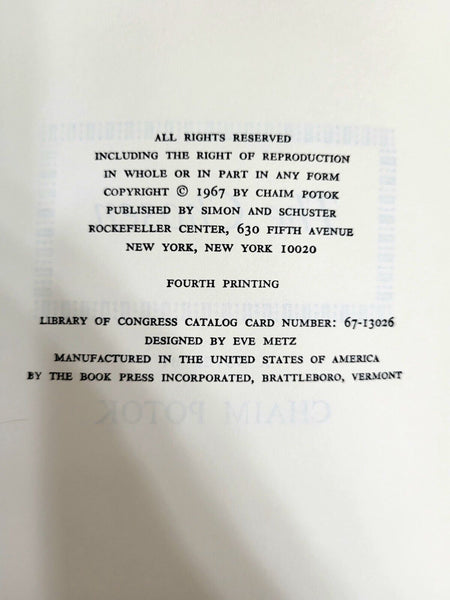 ALL RIGHTS RESERVED
INCLUDING THE RIGHT OF REPRODUCTION
IN WHOLE OR IN PART IN ANY FORM
COPYRIGHT © 1967 BY CHAIM POTOK
PUBLISHED BY SIMON AND SCHUSTER
ROCKEFELLER CENTER, 630 FIFTH AVENUE
NEW YORK, NEW YORK 10020
FOURTH PRINTING
LIBRARY OF CONGRESS CATALOG CARD NUMBER: 67-13026
DESIGNED BY EVE METZ
MANUFACTURED IN THE UNITED STATES OF AMERICA
BY THE BOOK PRESS INCORPORATED, BRATTLEBORO, VERMONT
CHAIM POTOK